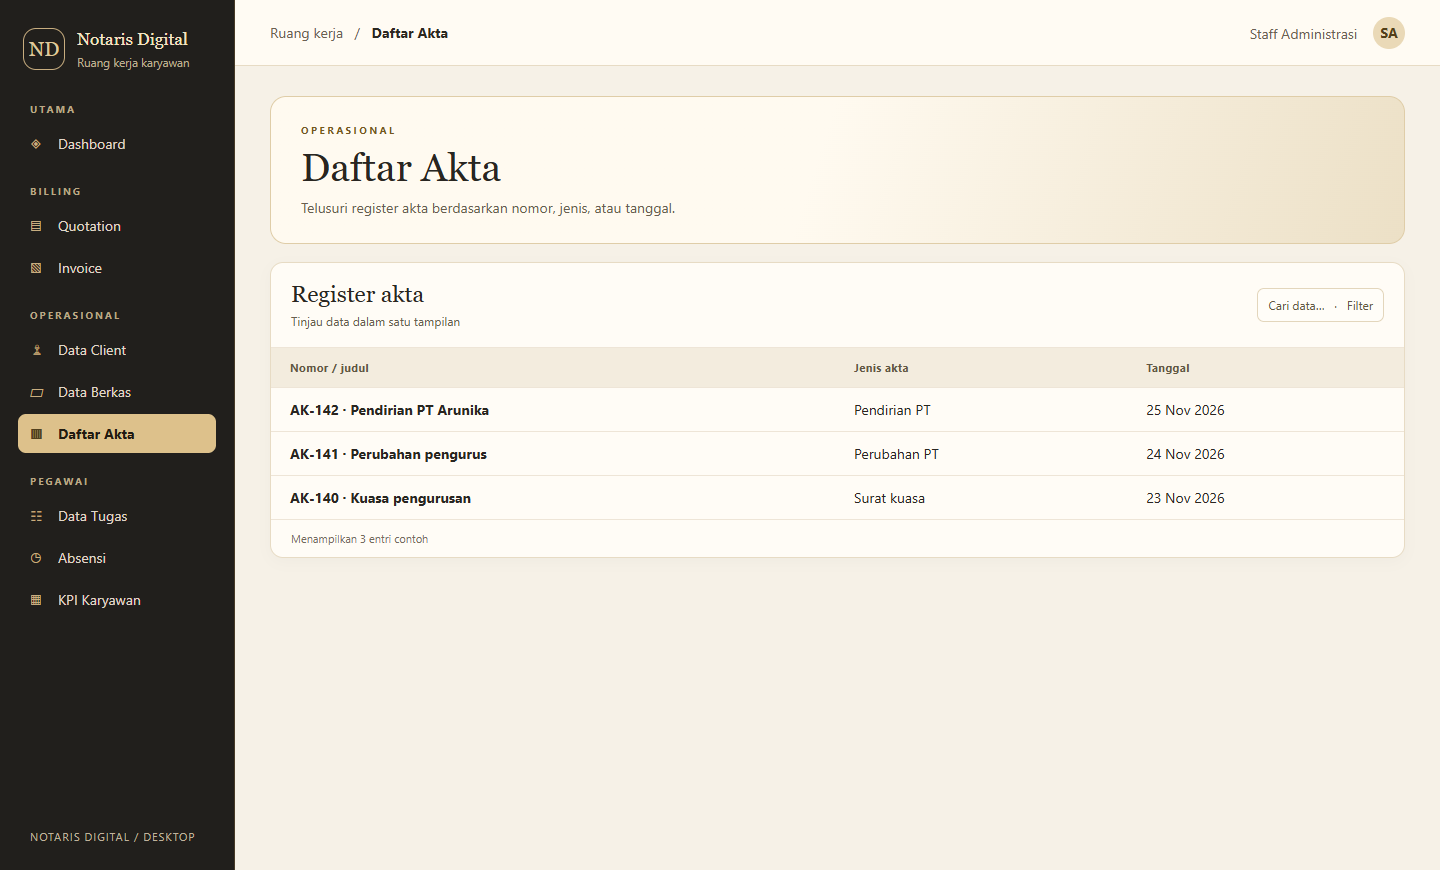 ND
Notaris Digital
Ruang kerja karyawan
UTAMA
Dashboard
BILLING
Quotation
Invoice
OPERASIONAL
Data Client
Data Berkas
Daftar Akta
PEGAWAI
Data Tugas
Absensi
KPI Karyawan
NOTARIS DIGITAL / DESKTOP
Ruang kerja / Daftar Akta
Staff Administrasi SA
OPERASIONAL
Daftar Akta
Telusuri register akta berdasarkan nomor, jenis, atau tanggal.
Register akta
Tinjau data dalam satu tampilan
Cari data... · Filter
Nomor / judul Jenis akta Tanggal
AK-142 · Pendirian PT Arunika Pendirian PT 25 Nov 2026
AK-141 · Perubahan pengurus Perubahan PT 24 Nov 2026
AK-140 · Kuasa pengurusan Surat kuasa 23 Nov 2026
Menampilkan 3 entri contoh